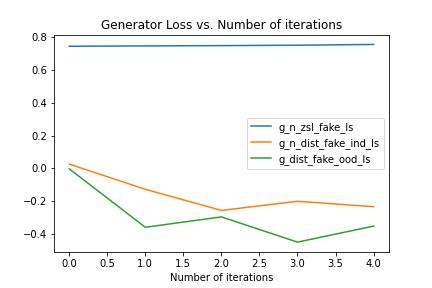 Generator Loss vs. Number of iterations
0.8
0.6
0.4
0.2
0.0
−0.2
−0.4
g_n_zsl_fake_ls
g_n_dist_fake_ind_ls
g_dist_fake_ood_ls
0.0 0.5 1.0 1.5 2.0 2.5 3.0 3.5 4.0
Number of iterations